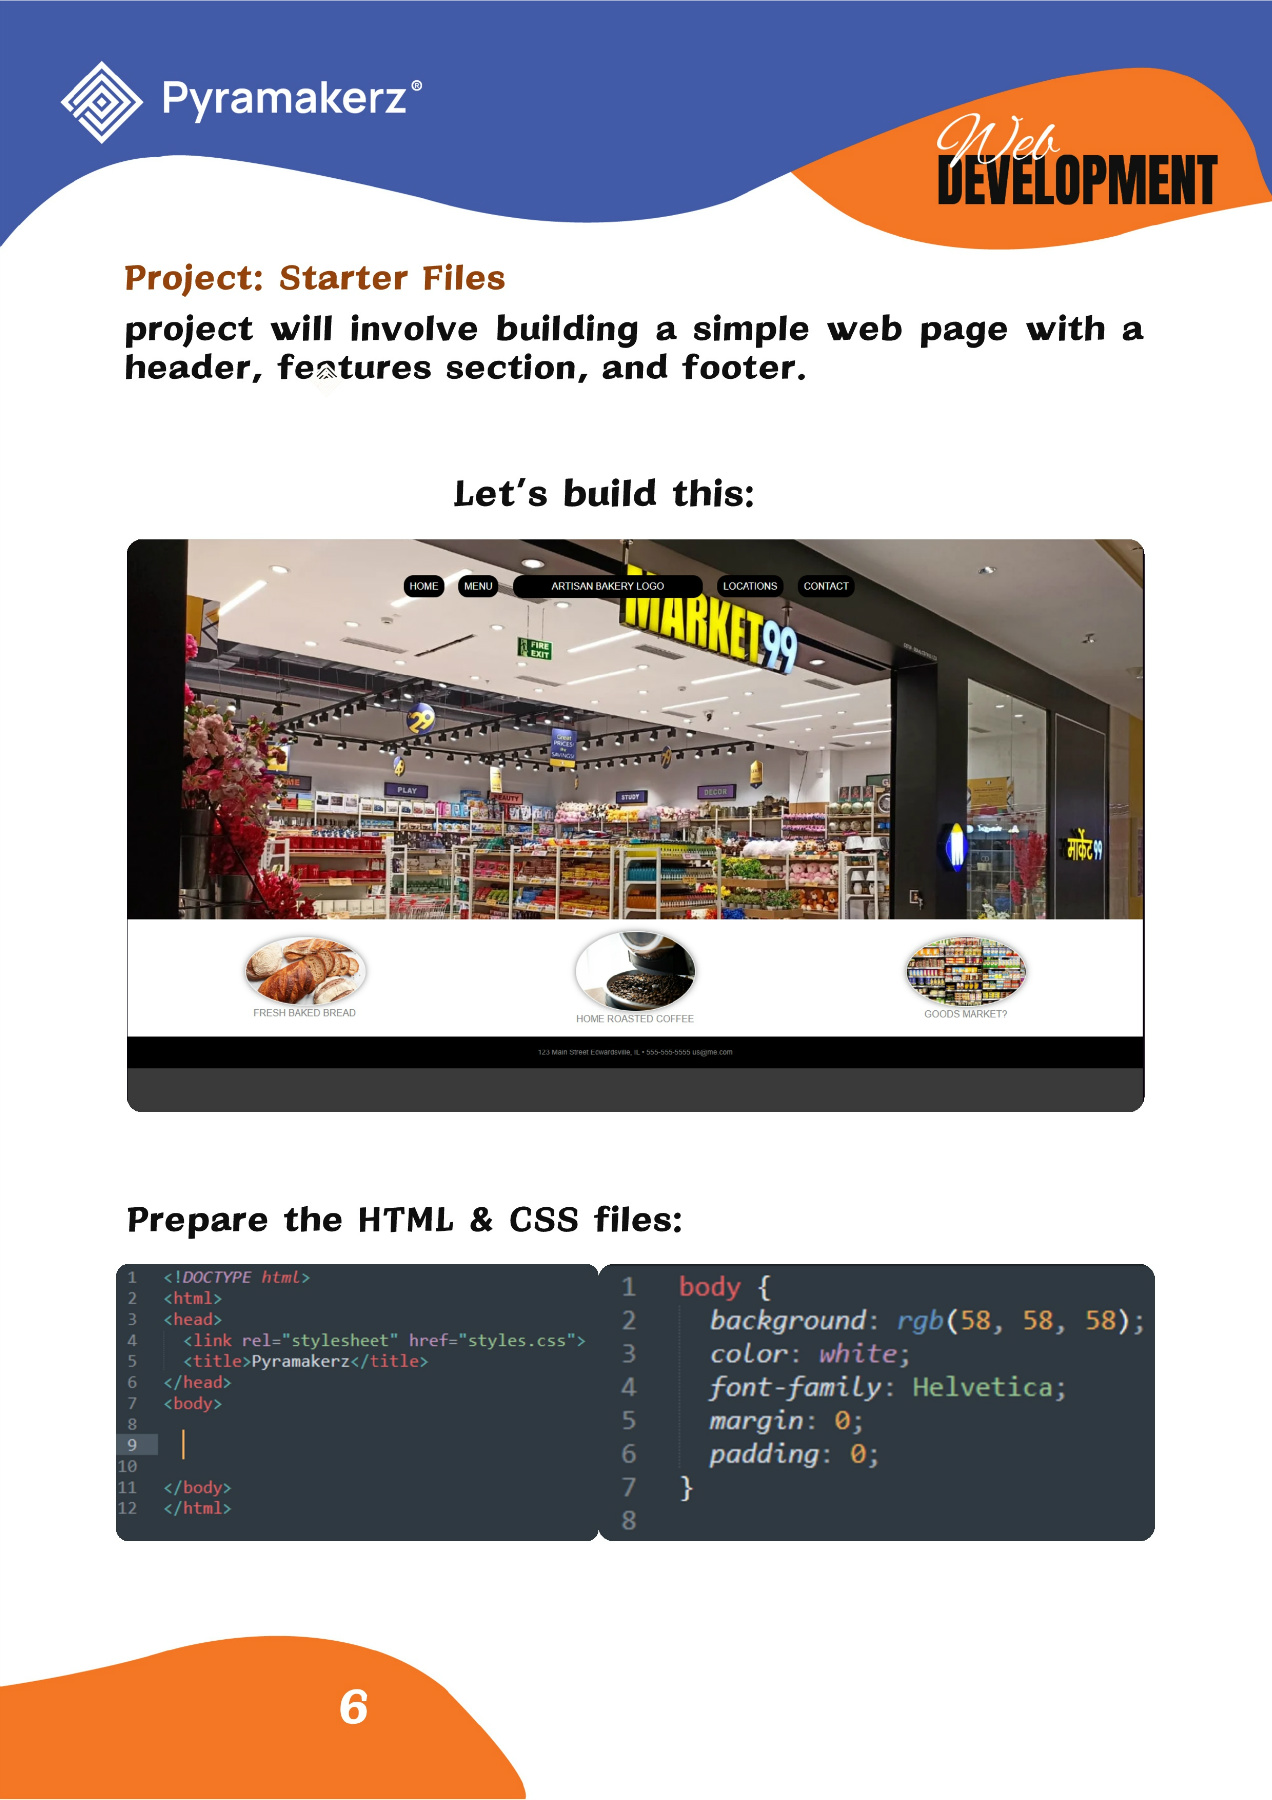 Pyramakerz®
Web
DEVELOPMENT
Project: Starter Files
project will involve building a simple web page with a
header, features section, and footer.
Let's build this:
HOME MENU ARTISAN BAKERY LOGO LOCATIONS CONTACT
MARKET99
FIRE
EXIT
29
Great
PRICES!
SAVINGS!
PLAY
BEAUTY
STUDY
DECOR
मार्केट99
FRESH BAKED BREAD
HOME ROASTED COFFEE
GOODS MARKET?
123 Main Street Edwardsville, IL • 555-555-5555 us@me.com
Prepare the HTML & CSS files:
1 <!DOCTYPE html>
2 <html>
3 <head>
4 <link rel="stylesheet" href="styles.css">
5 <title>Pyramakerz</title>
6 </head>
7 <body>
8
9
10
11 </body>
12 </html>
1 body {
2 background: rgb(58, 58, 58);
3 color: white;
4 font-family: Helvetica;
5 margin: 0;
6 padding: 0;
7 }
8
6